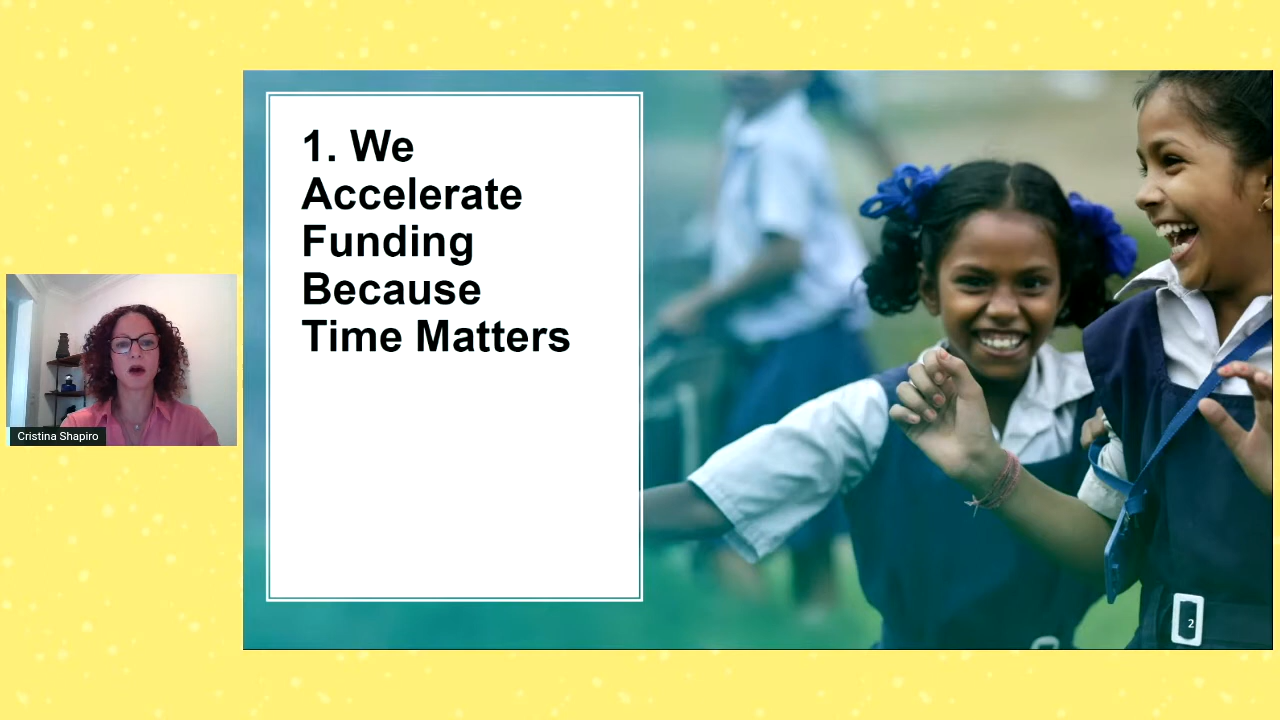 1. We
Accelerate
Funding
Because
Time Matters
Cristina Shapiro
2